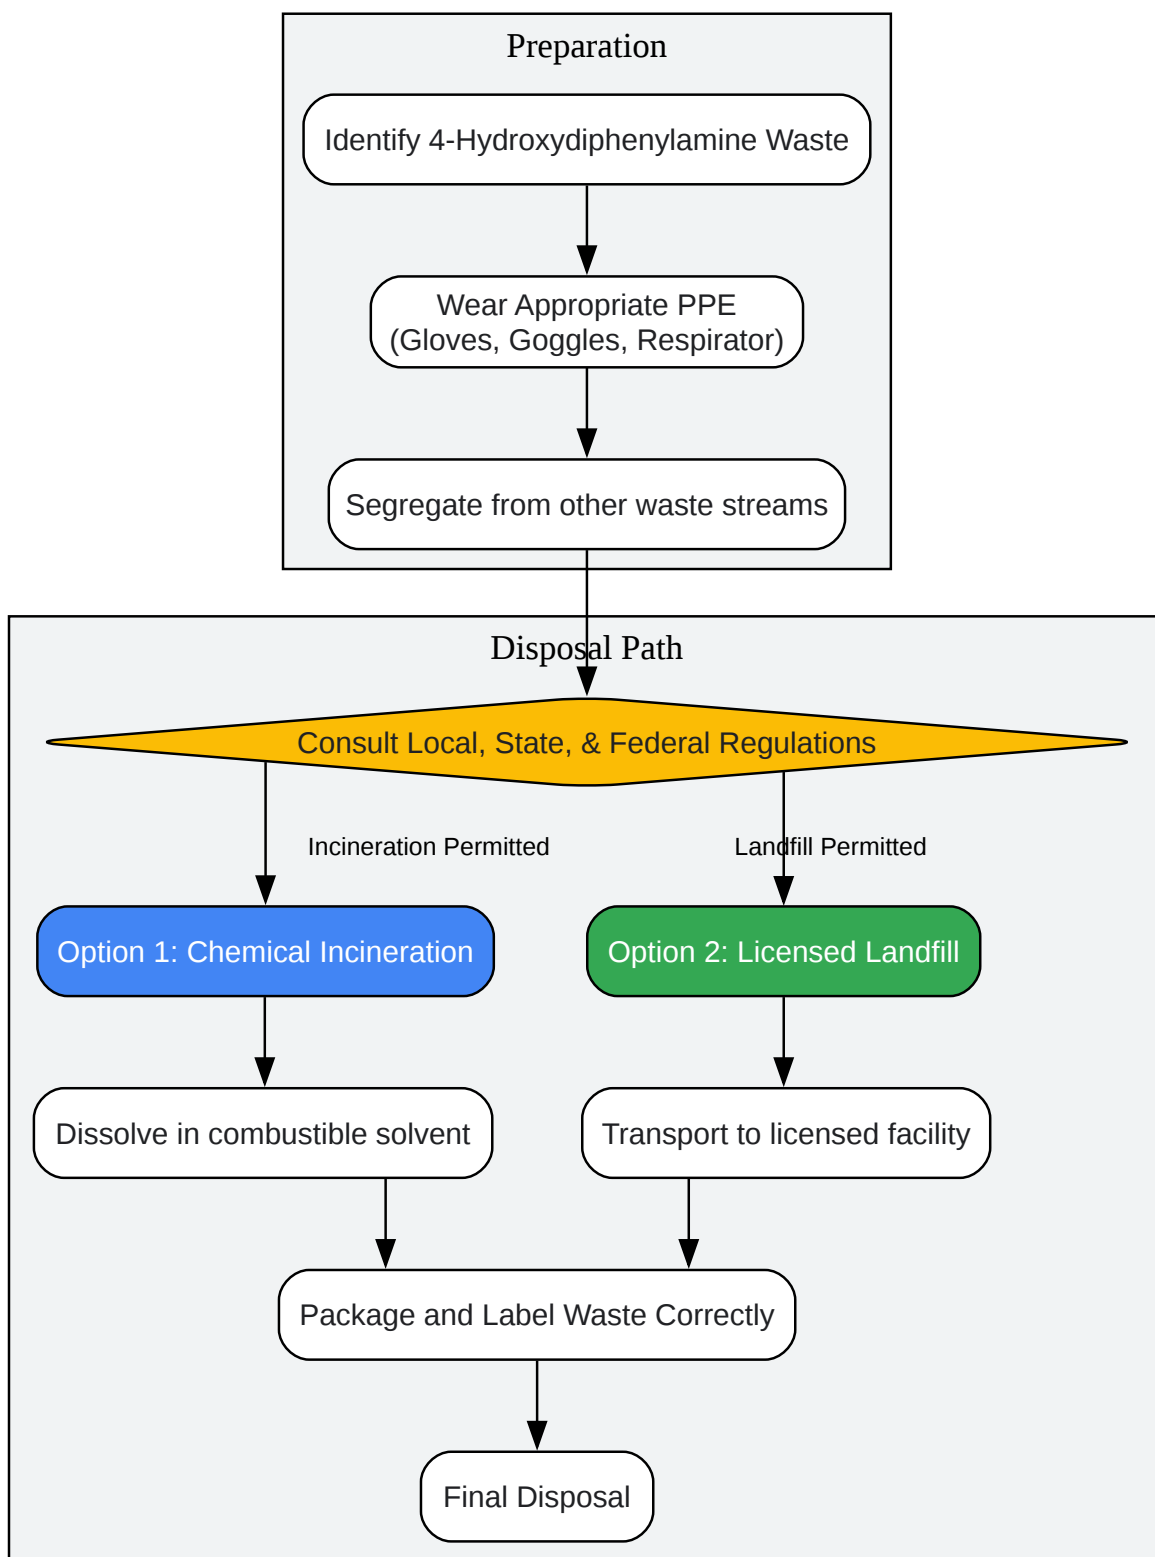 Preparation
Identify 4-Hydroxydiphenylamine Waste
Wear Appropriate PPE
(Gloves, Goggles, Respirator)
Segregate from other waste streams
Disposal Path
Consult Local, State, & Federal Regulations
Incineration Permitted
Landfill Permitted
Option 1: Chemical Incineration
Option 2: Licensed Landfill
Dissolve in combustible solvent
Transport to licensed facility
Package and Label Waste Correctly
Final Disposal